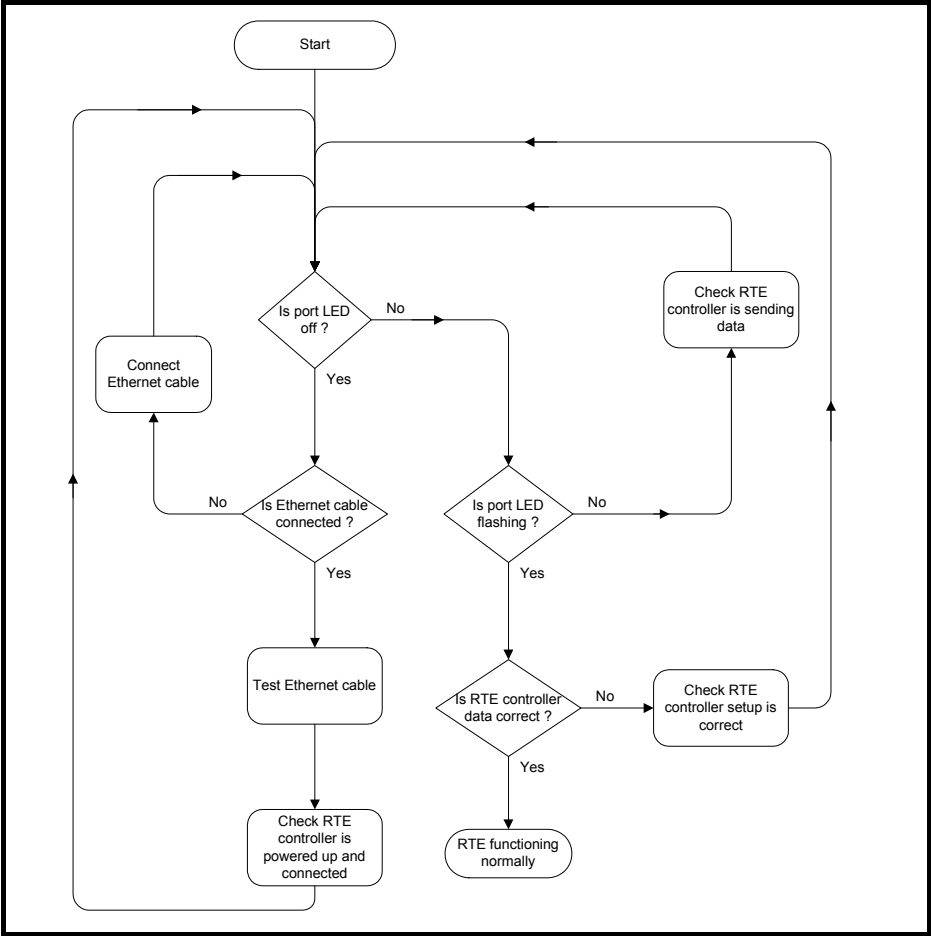 Start
Is port LED
off ?
No
Yes
Check RTE
controller is sending
data
Connect
Ethernet cable
No
Is Ethernet cable
connected ?
Yes
Is port LED
flashing ?
No
Yes
Test Ethernet cable
Is RTE controller
data correct ?
No
Yes
Check RTE
controller setup is
correct
Check RTE
controller is
powered up and
connected
RTE functioning
normally